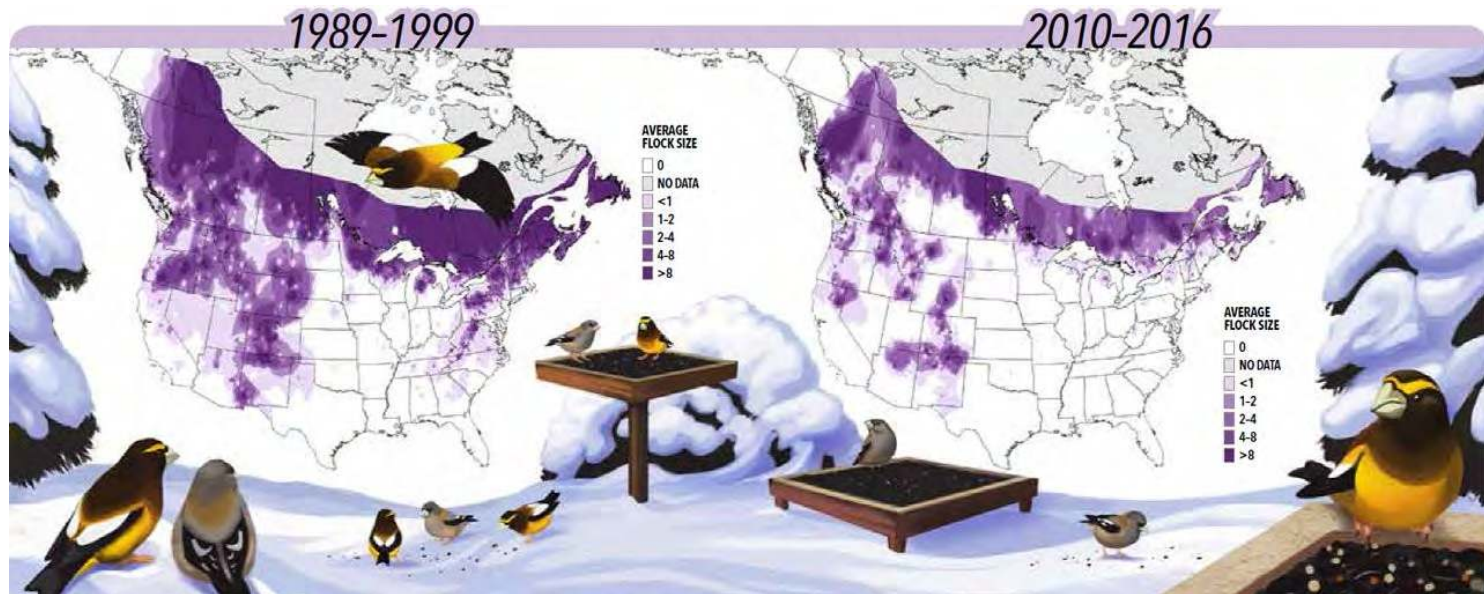 1989-1999
2010-2016
AVERAGE
FLOCK SIZE
0
NO DATA
<1
1-2
2-4
4-8
>8
AVERAGE
FLOCK SIZE
0
NO DATA
<1
1-2
2-4
4-8
>8